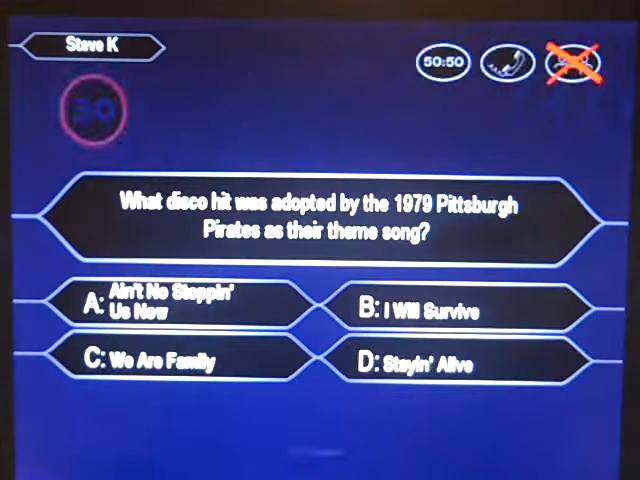 Steve K
50:50
30
What disco hit was adopted by the 1979 Pittsburgh
Pirates as their theme song?
A: Ain't No Stoppin'
Us Now
B: I Will Survive
C: We Are Family
D: Stayin' Alive